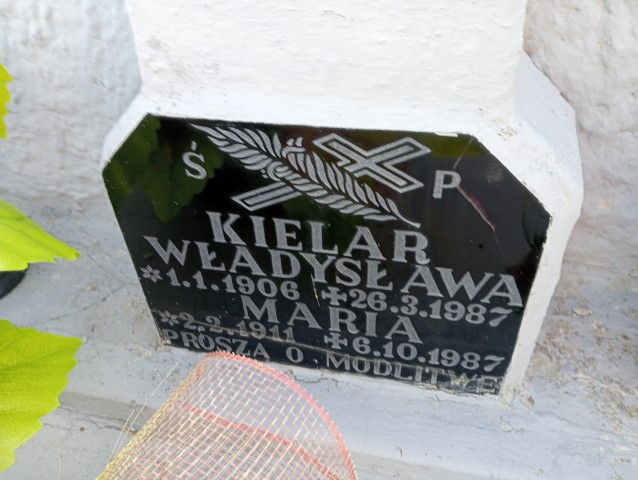 Ś P
KIELAR
WŁADYSŁAWA
*1.1.1906 ✝26.3.1987
MARIA
*2.2.1911 ✝6.10.1987
PROSZĄ O MODLITWĘ